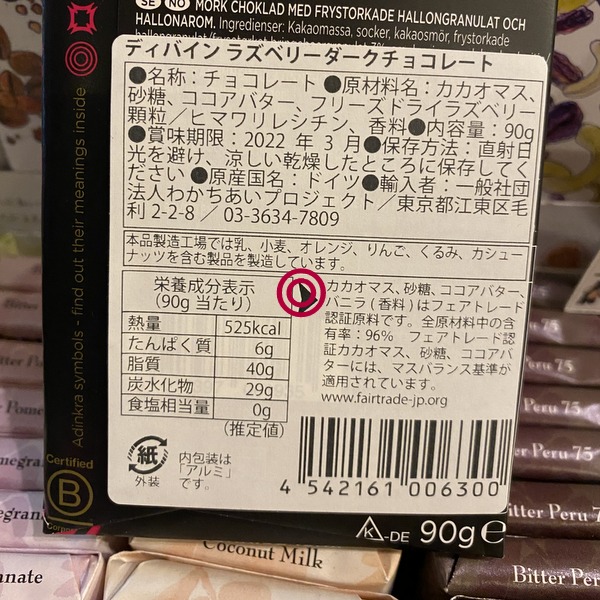 SE NO MÖRK CHOKLAD MED FRYSTORKADE HALLONGRANULAT OCH
HALLONAROM. Ingredienser: Kakaomassa, socker, kakaosmör, frystorkade
ディバイン ラズベリーダークチョコレート
●名称：チョコレート ●原材料名：カカオマス、
砂糖、ココアバター、フリーズドライラズベリー
顆粒／ヒマワリレシチン、香料●内容量：90g
●賞味期限：2022 年 3 月●保存方法：直射日
光を避け、涼しい乾燥したところに保存してく
ださい ●原産国名：ドイツ●輸入者：一般社団
法人わかちあいプロジェクト／東京都江東区毛
利 2-2-8 ／ 03-3634-7809
本品製造工場では乳、小麦、オレンジ、りんご、くるみ、カシュー
ナッツを含む製品を製造しています。
栄養成分表示
（90g 当たり）
熱量 525kcal
たんぱく質 6g
脂質 40g
炭水化物 29g
食塩相当量 0g
（推定値）
カカオマス、砂糖、ココアバター、
バニラ（香料）はフェアトレード
認証原料です。全原材料中の含
有率：96% フェアトレード認
証カカオマス、砂糖、ココアバ
ターには、マスバランス基準が
適用されています。
www.fairtrade-jp.org
紙
外装
内包装は
「アルミ」
です。
4 542161 006300
K-DE 90g e
Adinkra symbols - find out their meanings inside
Certified
B
Coconut Milk
Peru 75
Peru 75
Peru 75
Bitter Peru 7
Bitter Per